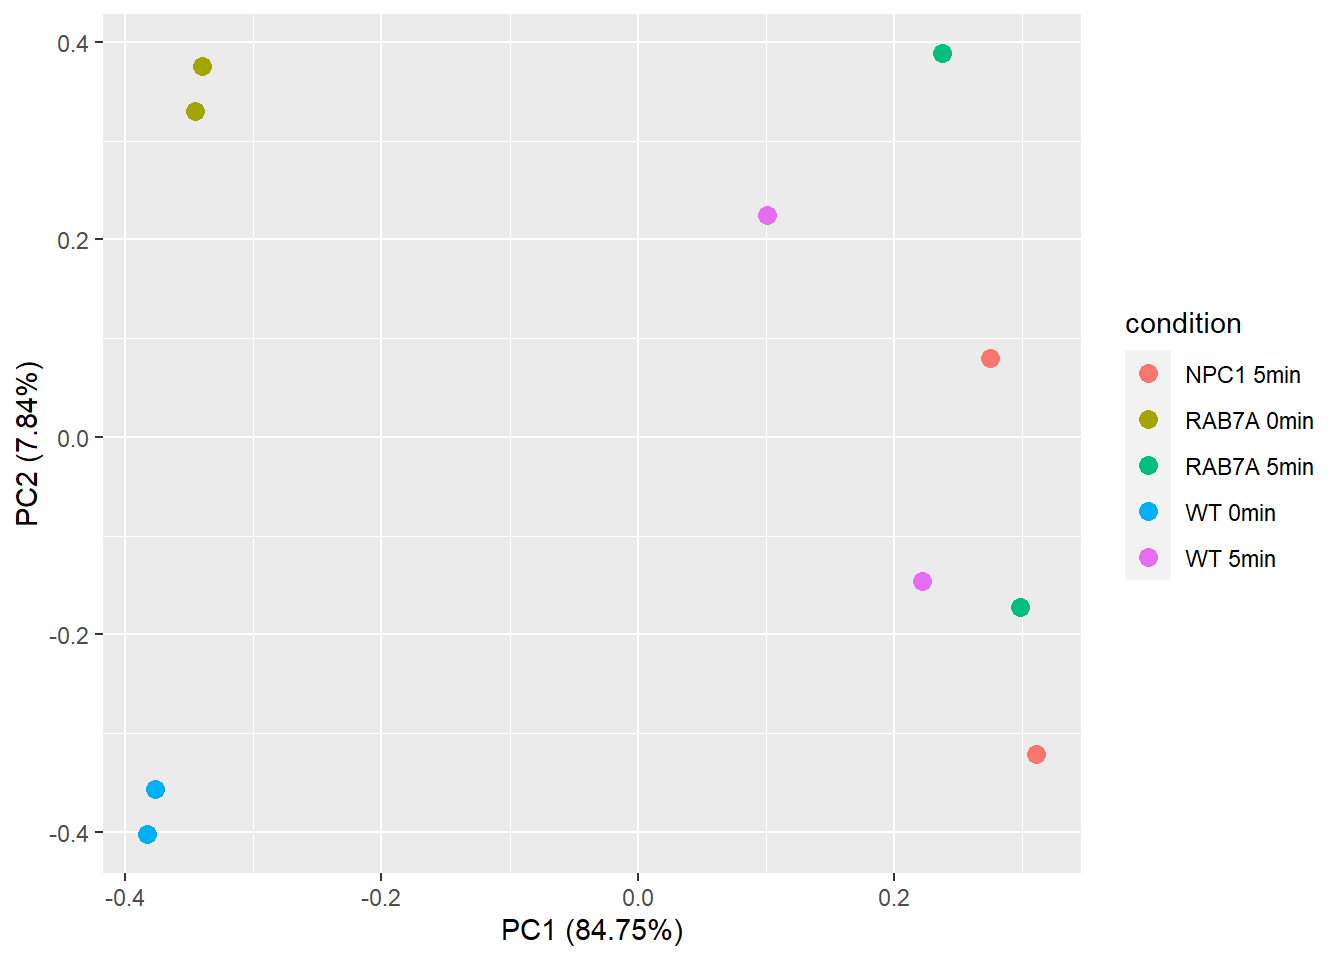 0.4
0.2
0.0
-0.2
-0.4
PC2 (7.84%)
-0.4
-0.2
0.0
0.2
PC1 (84.75%)
condition
NPC1 5min
RAB7A 0min
RAB7A 5min
WT 0min
WT 5min